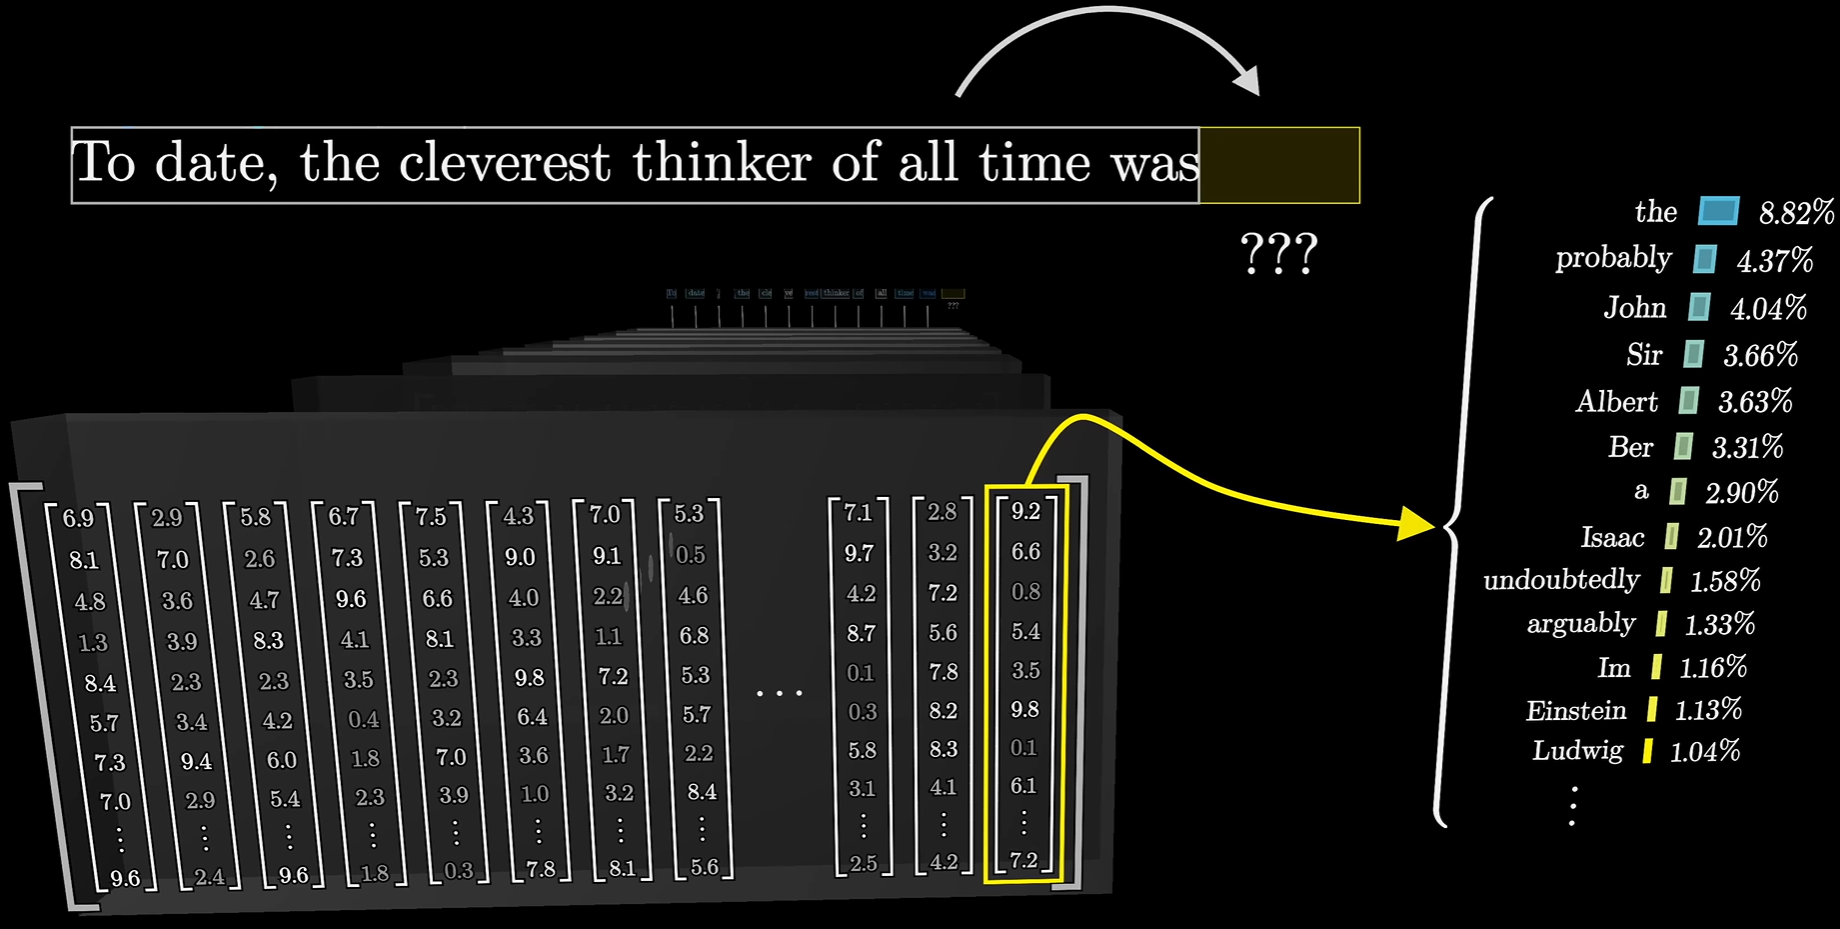 To date, the cleverest thinker of all time was
???
To date , the cle ve rest thinker of all time was
???
the 8.82%
probably 4.37%
John 4.04%
Sir 3.66%
Albert 3.63%
Ber 3.31%
a 2.90%
Isaac 2.01%
undoubtedly 1.58%
arguably 1.33%
Im 1.16%
Einstein 1.13%
Ludwig 1.04%
⋮
6.9 2.9 5.8 6.7 7.5 4.3 7.0 5.3 7.1 2.8 9.2
8.1 7.0 2.6 7.3 5.3 9.0 9.1 0.5 9.7 3.2 6.6
4.8 3.6 4.7 9.6 6.6 4.0 2.2 4.6 4.2 7.2 0.8
1.3 3.9 8.3 4.1 8.1 3.3 1.1 6.8 8.7 5.6 5.4
8.4 2.3 2.3 3.5 2.3 9.8 7.2 5.3 ... 0.1 7.8 3.5
5.7 3.4 4.2 0.4 3.2 6.4 2.0 5.7 0.3 8.2 9.8
7.3 9.4 6.0 1.8 7.0 3.6 1.7 2.2 5.8 8.3 0.1
7.0 2.9 5.4 2.3 3.9 1.0 3.2 8.4 3.1 4.1 6.1
⋮ ⋮ ⋮ ⋮ ⋮ ⋮ ⋮ ⋮ ⋮ ⋮ ⋮
9.6 2.4 9.6 1.8 0.3 7.8 8.1 5.6 2.5 4.2 7.2